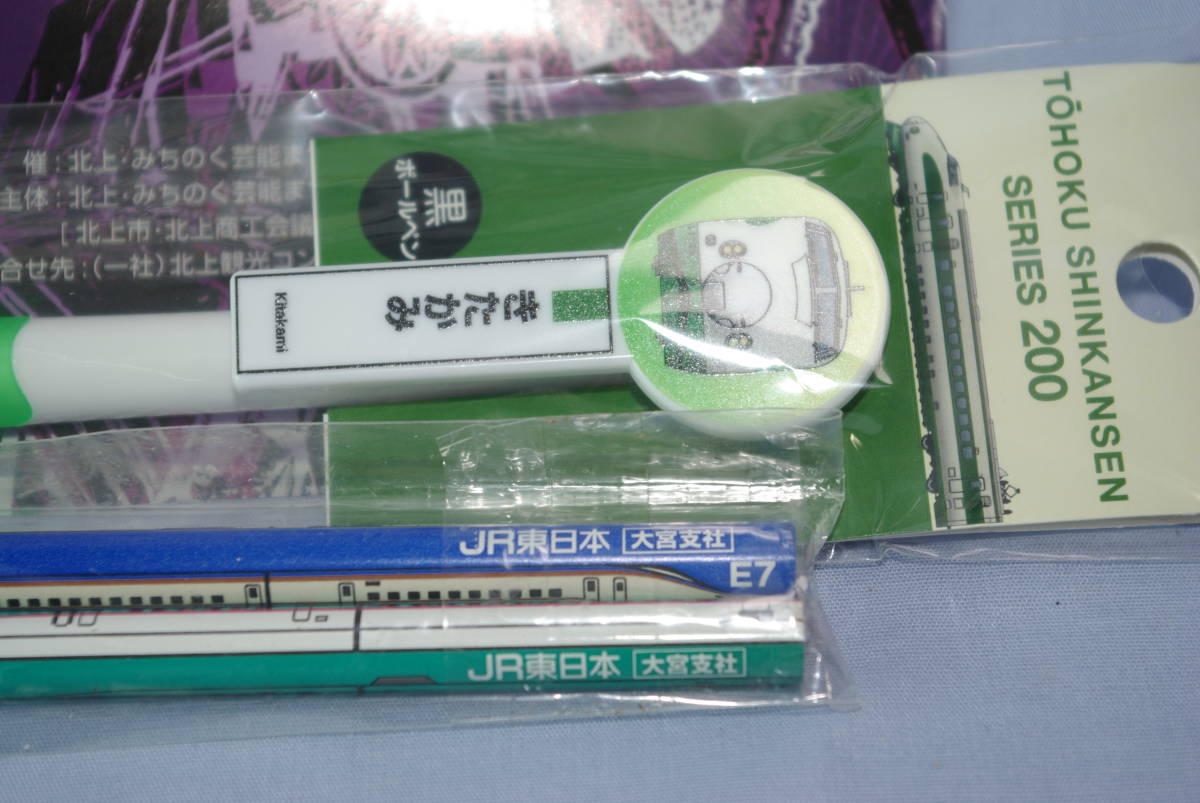 催：北上・みちのく芸能ま
主体：北上・みちのく芸能ま
[ 北上市・北上商工会議
合せ先：(一社)北上観光コン
黒
ボールペン
きたかみ
Kitakami
TŌHOKU SHINKANSEN
SERIES 200
JR東日本 大宮支社
E7
JR東日本 大宮支社